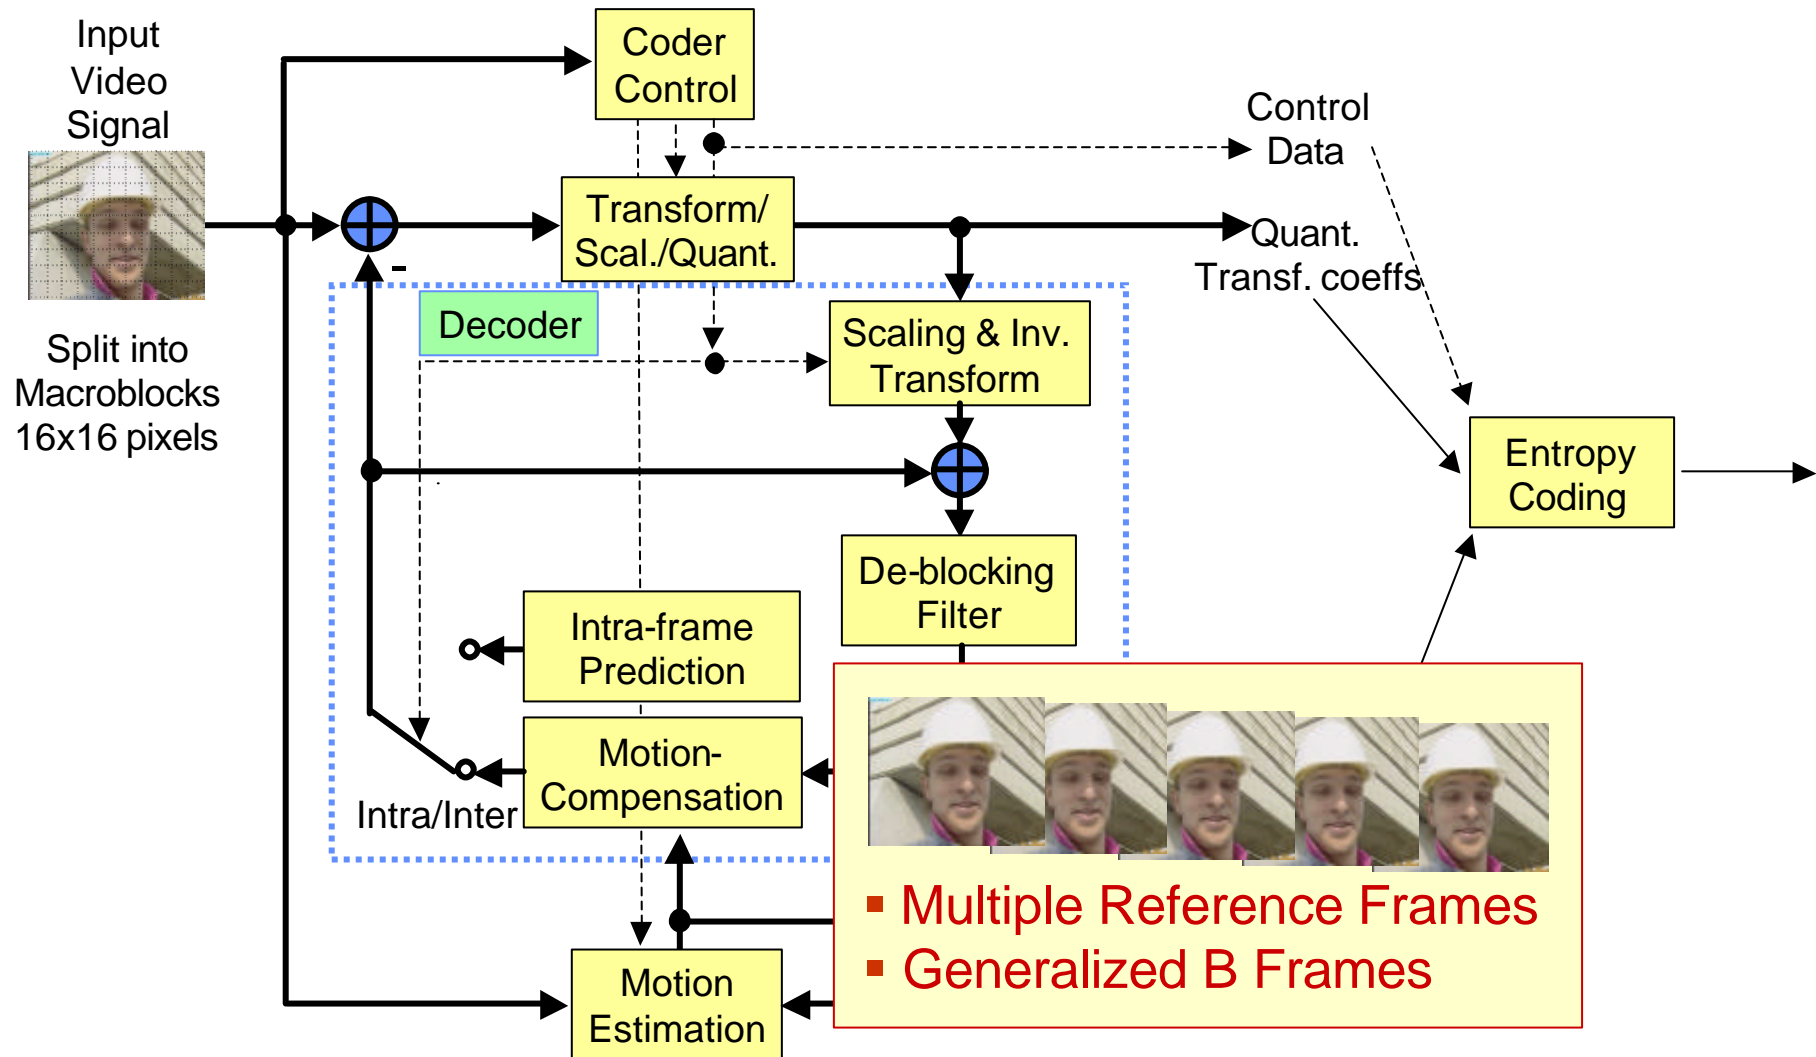 Input
Video
Signal
Split into
Macroblocks
16x16 pixels
Coder
Control
Control
Data
Transform/
Scal./Quant.
Quant.
Transf. coeffs
-
Decoder
Scaling & Inv.
Transform
Entropy
Coding
De-blocking
Filter
Intra-frame
Prediction
Motion-
Compensation
Intra/Inter
Motion
Estimation
▪ Multiple Reference Frames
▪ Generalized B Frames